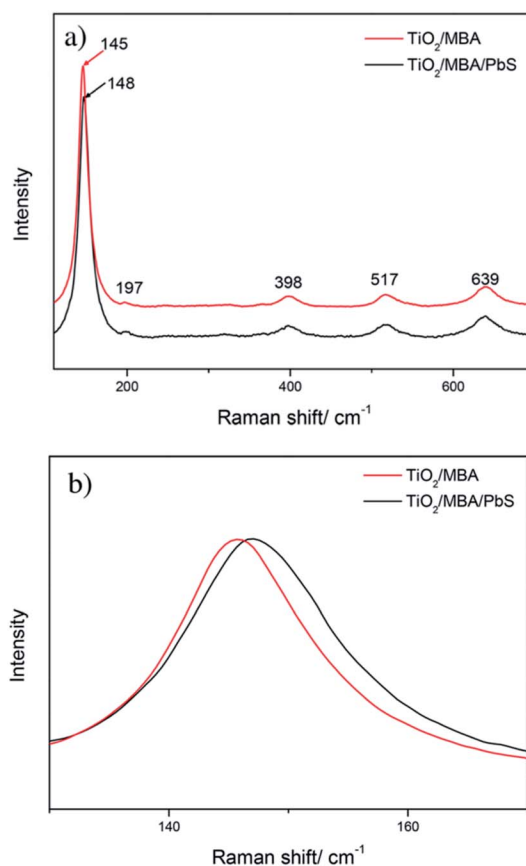 a)
145
148
TiO₂/MBA
TiO₂/MBA/PbS
Intensity
197
398
517
639
200
400
600
Raman shift/ cm⁻¹
b)
TiO₂/MBA
TiO₂/MBA/PbS
Intensity
140
160
Raman shift/ cm⁻¹